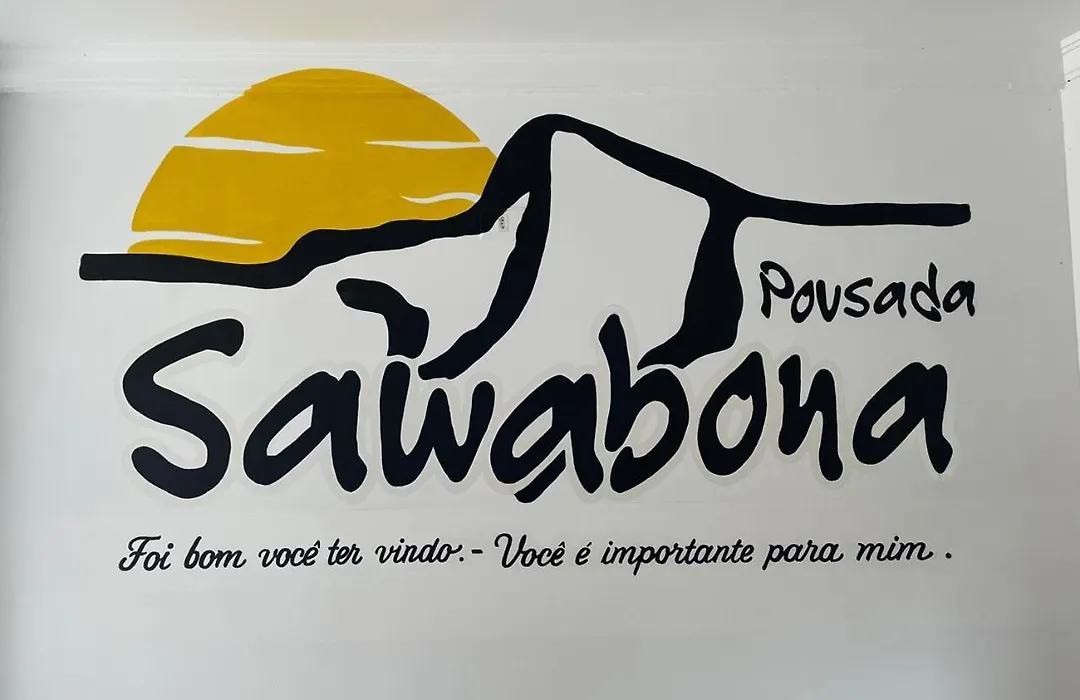 Pousada
Sawabona
Foi bom você ter vindo. - Você é importante para mim .